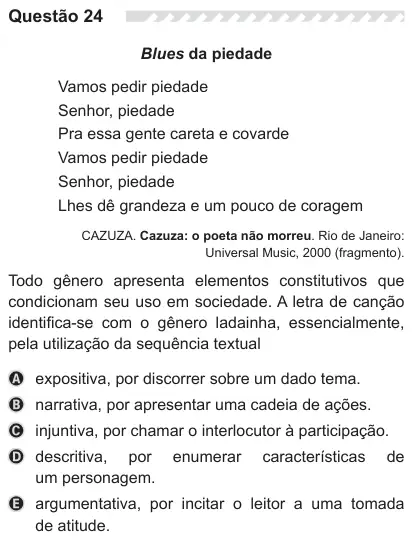 Questão 24
Blues da piedade
Vamos pedir piedade
Senhor, piedade
Pra essa gente careta e covarde
Vamos pedir piedade
Senhor, piedade
Lhes dê grandeza e um pouco de coragem
CAZUZA. Cazuza: o poeta não morreu. Rio de Janeiro:
Universal Music, 2000 (fragmento).
Todo gênero apresenta elementos constitutivos que
condicionam seu uso em sociedade. A letra de canção
identifica-se com o gênero ladainha, essencialmente,
pela utilização da sequência textual
A expositiva, por discorrer sobre um dado tema.
B narrativa, por apresentar uma cadeia de ações.
C injuntiva, por chamar o interlocutor à participação.
D descritiva, por enumerar características de
um personagem.
E argumentativa, por incitar o leitor a uma tomada
de atitude.